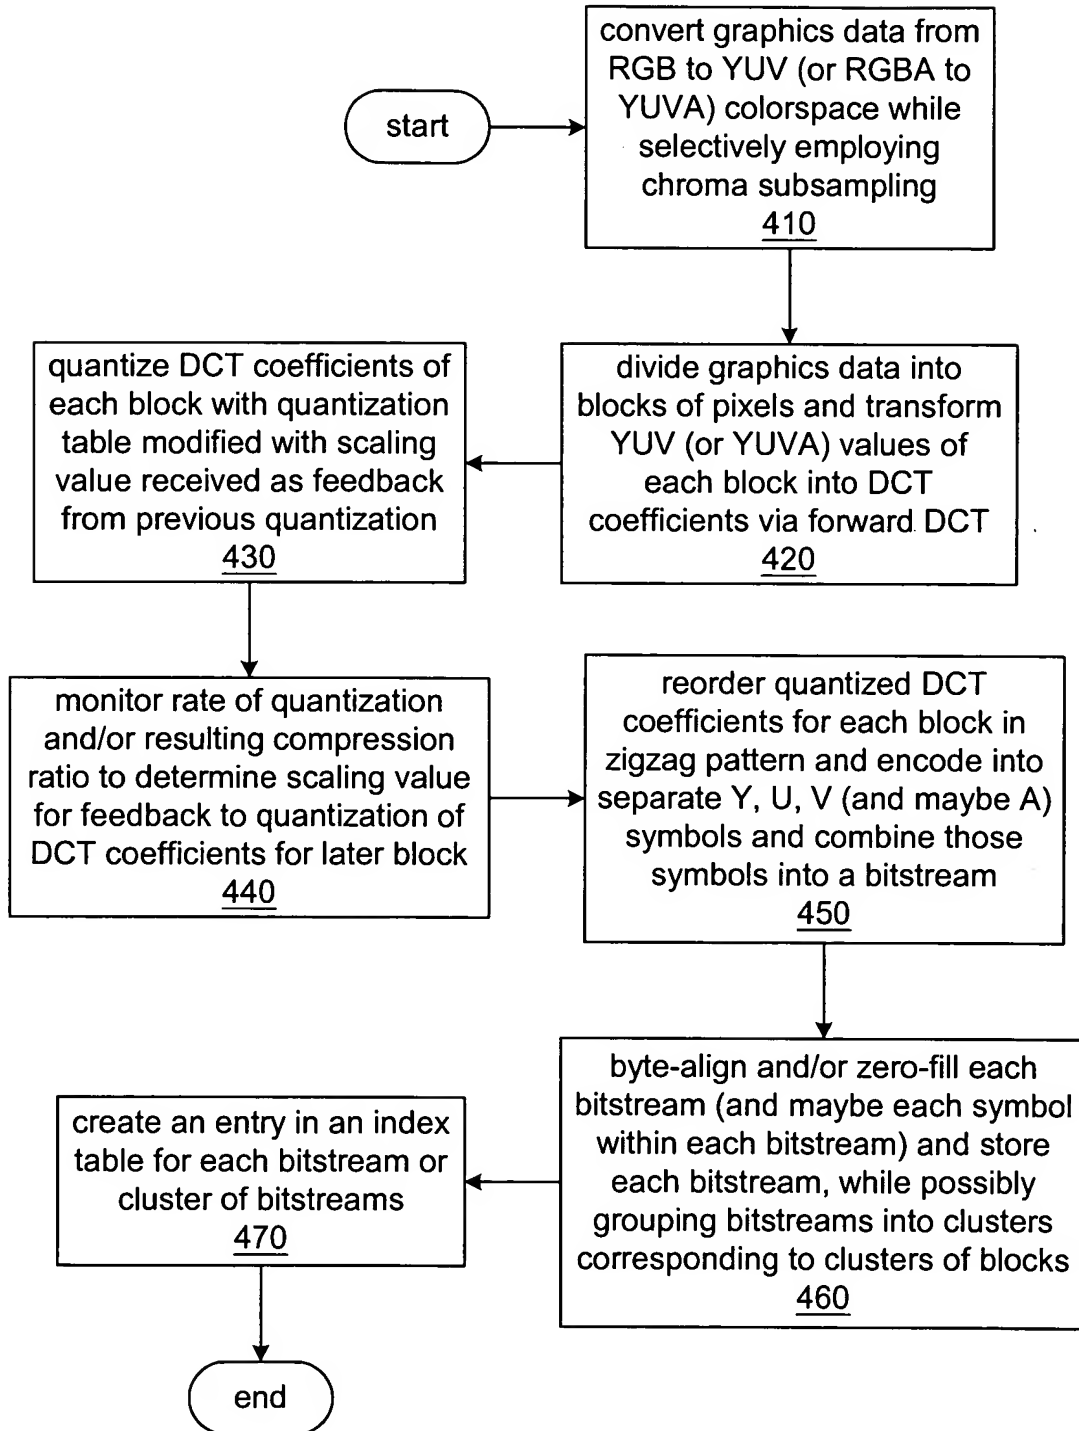 start
convert graphics data from
RGB to YUV (or RGBA to
YUVA) colorspace while
selectively employing
chroma subsampling
410
divide graphics data into
blocks of pixels and transform
YUV (or YUVA) values of
each block into DCT
coefficients via forward DCT
420
quantize DCT coefficients of
each block with quantization
table modified with scaling
value received as feedback
from previous quantization
430
monitor rate of quantization
and/or resulting compression
ratio to determine scaling value
for feedback to quantization of
DCT coefficients for later block
440
reorder quantized DCT
coefficients for each block in
zigzag pattern and encode into
separate Y, U, V (and maybe A)
symbols and combine those
symbols into a bitstream
450
byte-align and/or zero-fill each
bitstream (and maybe each symbol
within each bitstream) and store
each bitstream, while possibly
grouping bitstreams into clusters
corresponding to clusters of blocks
460
create an entry in an index
table for each bitstream or
cluster of bitstreams
470
end